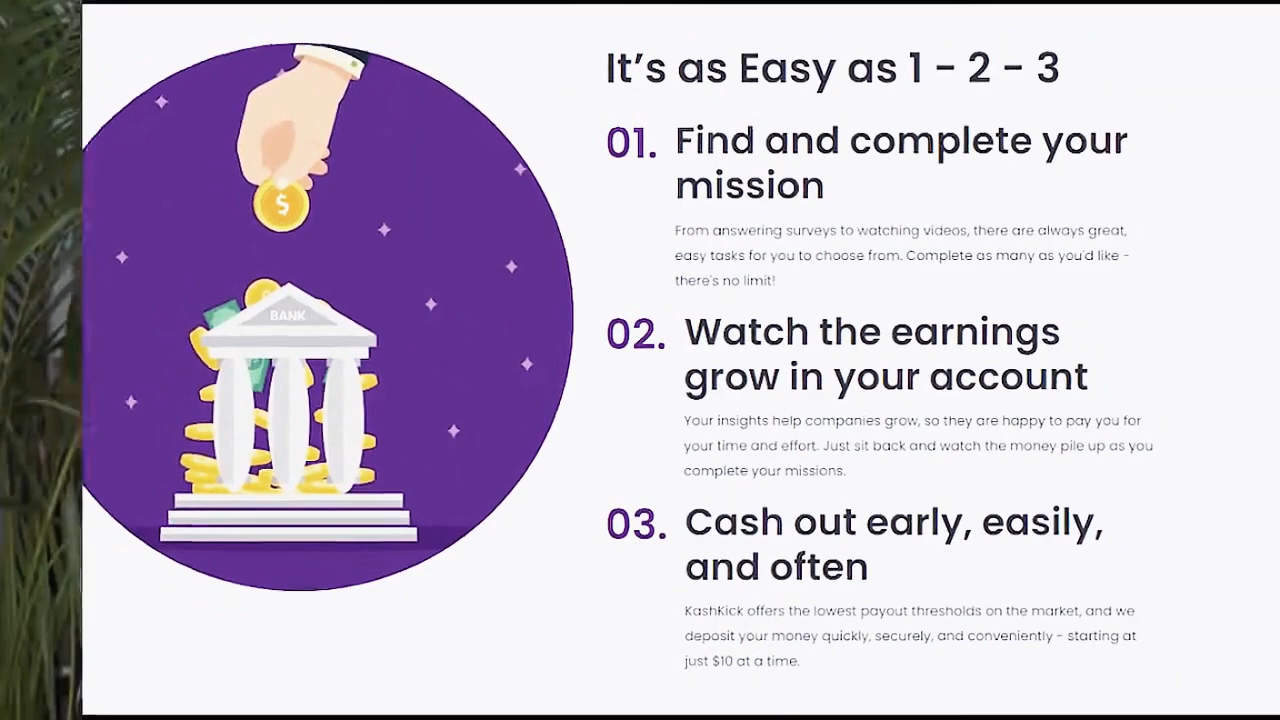 It's as Easy as 1 - 2 - 3
01. Find and complete your
mission
From answering surveys to watching videos, there are always great,
easy tasks for you to choose from. Complete as many as you'd like -
there's no limit!
02. Watch the earnings
grow in your account
Your insights help companies grow, so they are happy to pay you for
your time and effort. Just sit back and watch the money pile up as you
complete your missions.
03. Cash out early, easily,
and often
KashKick offers the lowest payout thresholds on the market, and we
deposit your money quickly, securely, and conveniently - starting at
just $10 at a time.
$
BANK